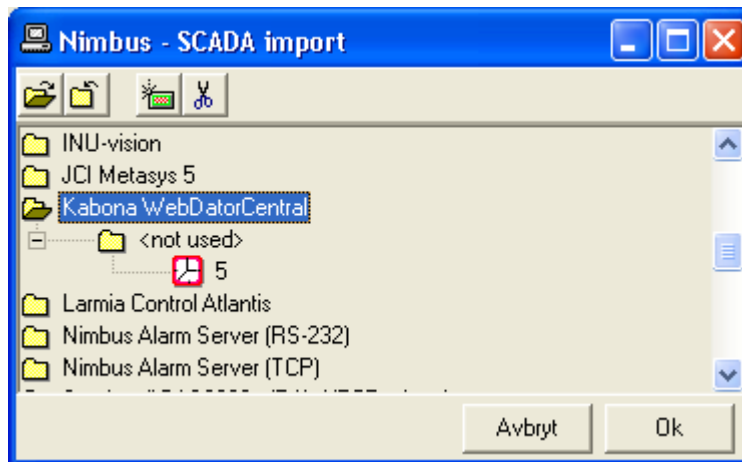 Nimbus - SCADA import
INU-vision
JCI Metasys 5
Kabona WebDatorCentral
<not used>
5
Larmia Control Atlantis
Nimbus Alarm Server (RS-232)
Nimbus Alarm Server (TCP)
Avbryt Ok